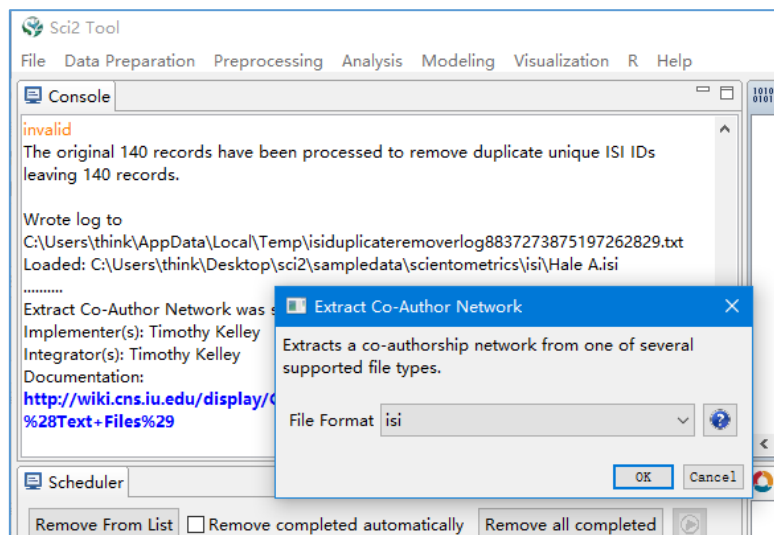 Sci2 Tool
File Data Preparation Preprocessing Analysis Modeling Visualization R Help
Console
1010
0101
invalid
The original 140 records have been processed to remove duplicate unique ISI IDs
leaving 140 records.
Wrote log to
C:\Users\think\AppData\Local\Temp\isiduplicateremoverlog8837273875197262829.txt
Loaded: C:\Users\think\Desktop\sci2\sampledata\scientometrics\isi\Hale A.isi
..........
Extract Co-Author Network was s
Implementer(s): Timothy Kelley
Integrator(s): Timothy Kelley
Documentation:
http://wiki.cns.iu.edu/display/
%28Text+Files%29
Extract Co-Author Network
Extracts a co-authorship network from one of several
supported file types.
File Format isi
OK Cancel
Scheduler
Remove From List Remove completed automatically Remove all completed